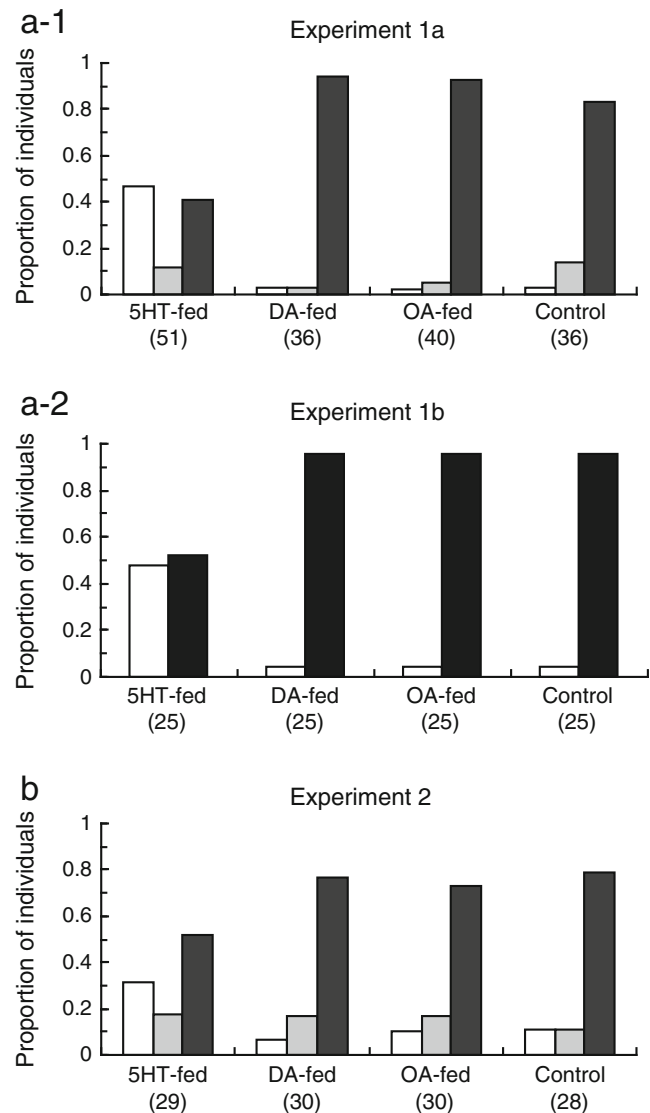 a-1
Experiment 1a
Proportion of individuals
1
0.8
0.6
0.4
0.2
0
5HT-fed DA-fed OA-fed Control
(51) (36) (40) (36)
a-2
Experiment 1b
Proportion of individuals
1
0.8
0.6
0.4
0.2
0
5HT-fed DA-fed OA-fed Control
(25) (25) (25) (25)
b
Experiment 2
Proportion of individuals
1
0.8
0.6
0.4
0.2
0
5HT-fed DA-fed OA-fed Control
(29) (30) (30) (28)